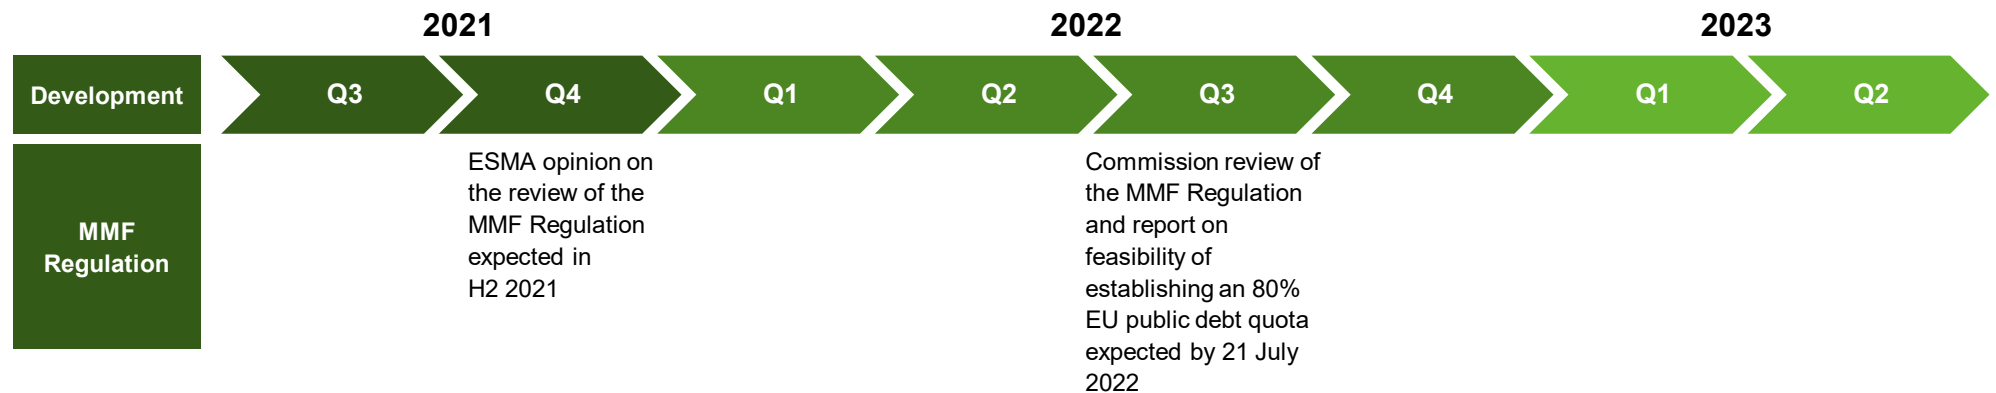 2021 2022 2023
Development Q3 Q4 Q1 Q2 Q3 Q4 Q1 Q2
MMF
Regulation
ESMA opinion on
the review of the
MMF Regulation
expected in
H2 2021
Commission review of
the MMF Regulation
and report on
feasibility of
establishing an 80%
EU public debt quota
expected by 21 July
2022